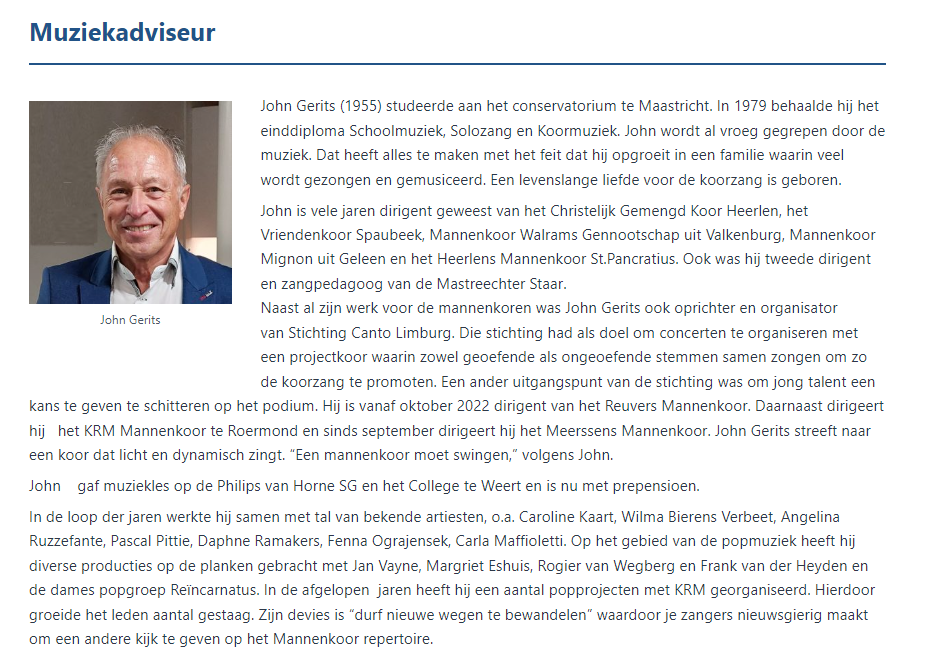 Muziekadviseur
John Gerits (1955) studeerde aan het conservatorium te Maastricht. In 1979 behaalde hij het
einddiploma Schoolmuziek, Solozang en Koormuziek. John wordt al vroeg gegrepen door de
muziek. Dat heeft alles te maken met het feit dat hij opgroeit in een familie waarin veel
wordt gezongen en gemusiceerd. Een levenslange liefde voor de koorzang is geboren.
John is vele jaren dirigent geweest van het Christelijk Gemengd Koor Heerlen, het
Vriendenkoor Spaubeek, Mannenkoor Walrams Gennootschap uit Valkenburg, Mannenkoor
Mignon uit Geleen en het Heerlens Mannenkoor St.Pancratius. Ook was hij tweede dirigent
en zangpedagoog van de Mastreechter Staar.
Naast al zijn werk voor de mannenkoren was John Gerits ook oprichter en organisator
van Stichting Canto Limburg. Die stichting had als doel om concerten te organiseren met
een projectkoor waarin zowel geoefende als ongeoefende stemmen samen zongen om zo
de koorzang te promoten. Een ander uitgangspunt van de stichting was om jong talent een
kans te geven te schitteren op het podium. Hij is vanaf oktober 2022 dirigent van het Reuvers Mannenkoor. Daarnaast dirigeert
hij het KRM Mannenkoor te Roermond en sinds september dirigeert hij het Meerssens Mannenkoor. John Gerits streeft naar
een koor dat licht en dynamisch zingt. “Een mannenkoor moet swingen,” volgens John.
John gaf muziekles op de Philips van Horne SG en het College te Weert en is nu met prepensioen.
In de loop der jaren werkte hij samen met tal van bekende artiesten, o.a. Caroline Kaart, Wilma Bierens Verbeet, Angelina
Ruzzefante, Pascal Pittie, Daphne Ramakers, Fenna Ograjensek, Carla Maffioletti. Op het gebied van de popmuziek heeft hij
diverse producties op de planken gebracht met Jan Vayne, Margriet Eshuis, Rogier van Wegberg en Frank van der Heyden en
de dames popgroep Reïncarnatus. In de afgelopen jaren heeft hij een aantal popprojecten met KRM georganiseerd. Hierdoor
groeide het leden aantal gestaag. Zijn devies is “durf nieuwe wegen te bewandelen” waardoor je zangers nieuwsgierig maakt
om een andere kijk te geven op het Mannenkoor repertoire.
John Gerits